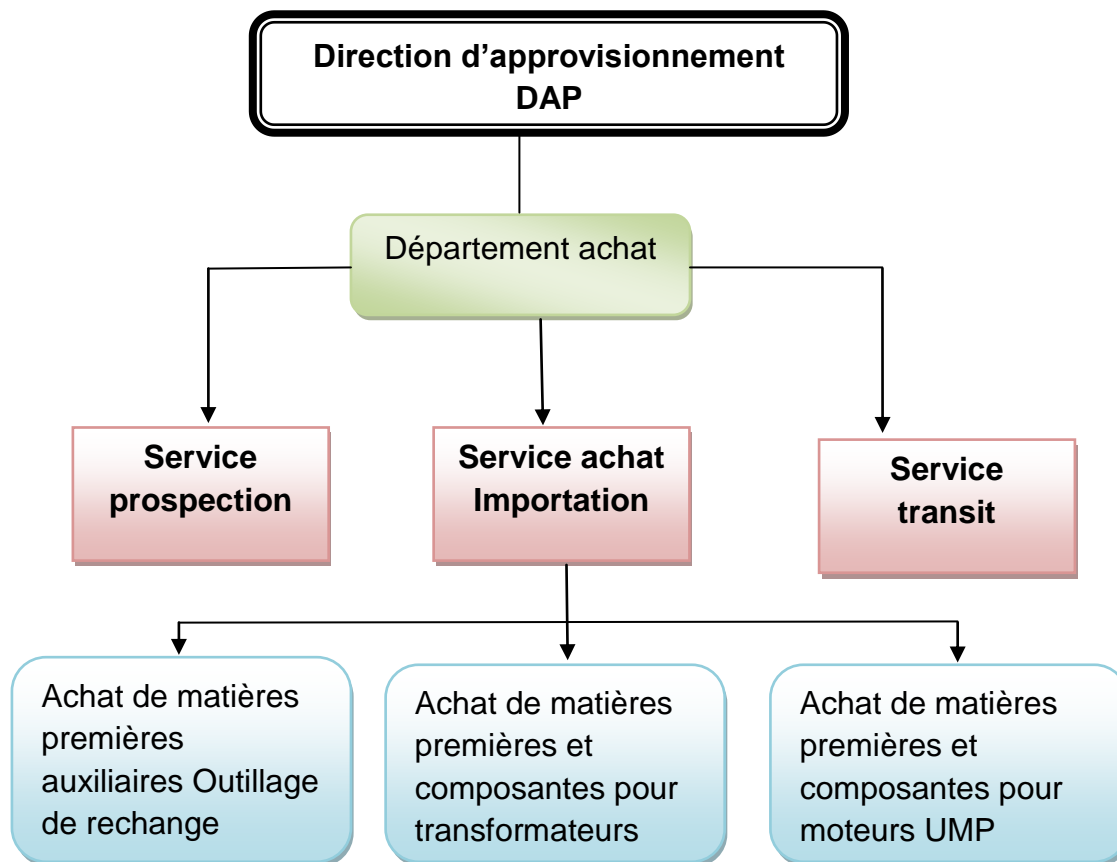 Direction d’approvisionnement
DAP
Département achat
Service
prospection
Service achat
Importation
Service
transit
Achat de matières
premières
auxiliaires Outillage
de rechange
Achat de matières
premières et
composantes pour
transformateurs
Achat de matières
premières et
composantes pour
moteurs UMP